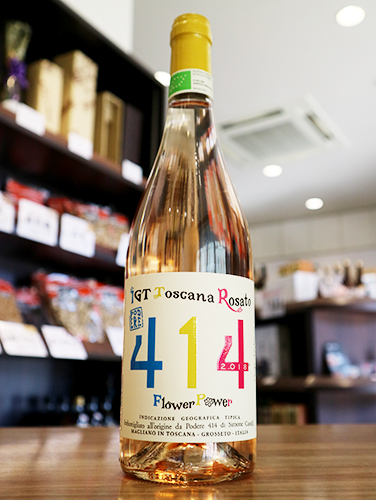 IGT Toscana Rosato
414
2018
Flower Power
INDICAZIONE GEOGRAFICA TIPICA
Imbottigliato all'origine da Podere 414 di Simone Castelli
MAGLIANO IN TOSCANA - GROSSETO - ITALIA